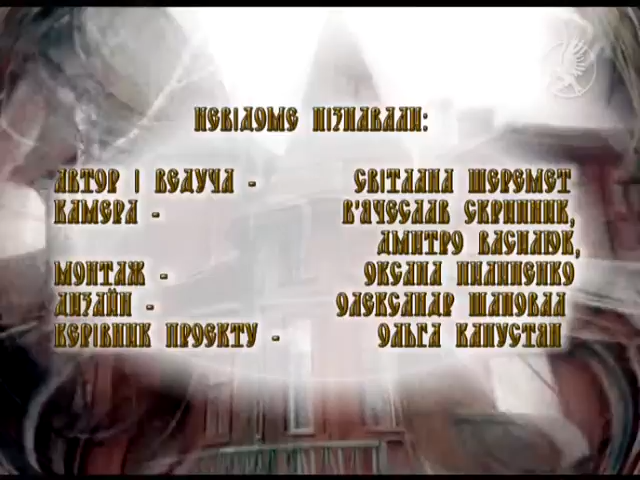 НЕВІДОМЕ ПІЗНАВАЛИ:
АВТОР І ВЕДУЧА - СВІТЛАНА ШЕРЕМЕТ
КАМЕРА - В'ЯЧЕСЛАВ СКРИПНИК,
ДМИТРО ВАСИЛЮК,
МОНТАЖ - ОКСАНА ПИЛИПЕНКО
ДИЗАЙН - ОЛЕКСАНДР ШАПОВАЛ
КЕРІВНИК ПРОЄКТУ - ОЛЬГА КАПУСТЯН